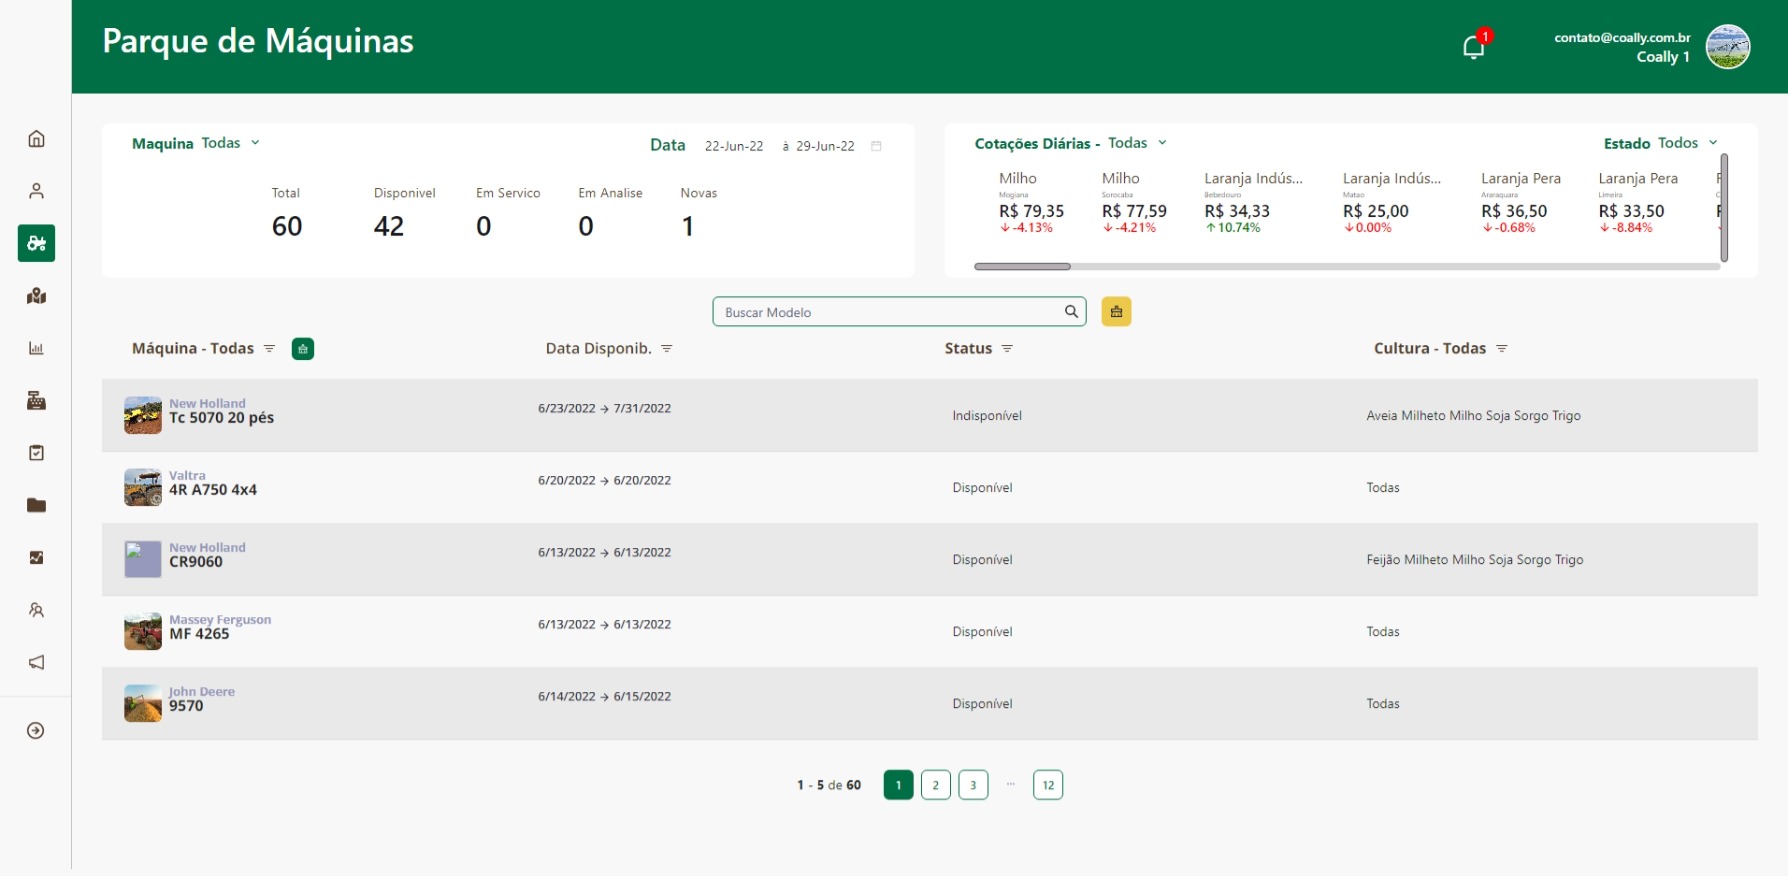 Parque de Máquinas
1
contato@coally.com.br
Coally 1
Maquina Todas
Data 22-Jun-22 à 29-Jun-22
Total Disponivel Em Servico Em Analise Novas
60 42 0 0 1
Cotações Diárias - Todas
Estado Todos
Milho Milho Laranja Indús... Laranja Indús... Laranja Pera Laranja Pera
Mogiana Sorocaba Bebedouro Matao Araraquara Limeira
R$ 79,35 R$ 77,59 R$ 34,33 R$ 25,00 R$ 36,50 R$ 33,50
↓-4.13% ↓-4.21% ↑10.74% ↓0.00% ↓-0.68% ↓-8.84%
Buscar Modelo
Máquina - Todas Data Disponib. Status Cultura - Todas
New Holland
Tc 5070 20 pés
6/23/2022 → 7/31/2022
Indisponível
Aveia Milheto Milho Soja Sorgo Trigo
Valtra
4R A750 4x4
6/20/2022 → 6/20/2022
Disponível
Todas
New Holland
CR9060
6/13/2022 → 6/13/2022
Disponível
Feijão Milheto Milho Soja Sorgo Trigo
Massey Ferguson
MF 4265
6/13/2022 → 6/13/2022
Disponível
Todas
John Deere
9570
6/14/2022 → 6/15/2022
Disponível
Todas
1 - 5 de 60 1 2 3 ··· 12